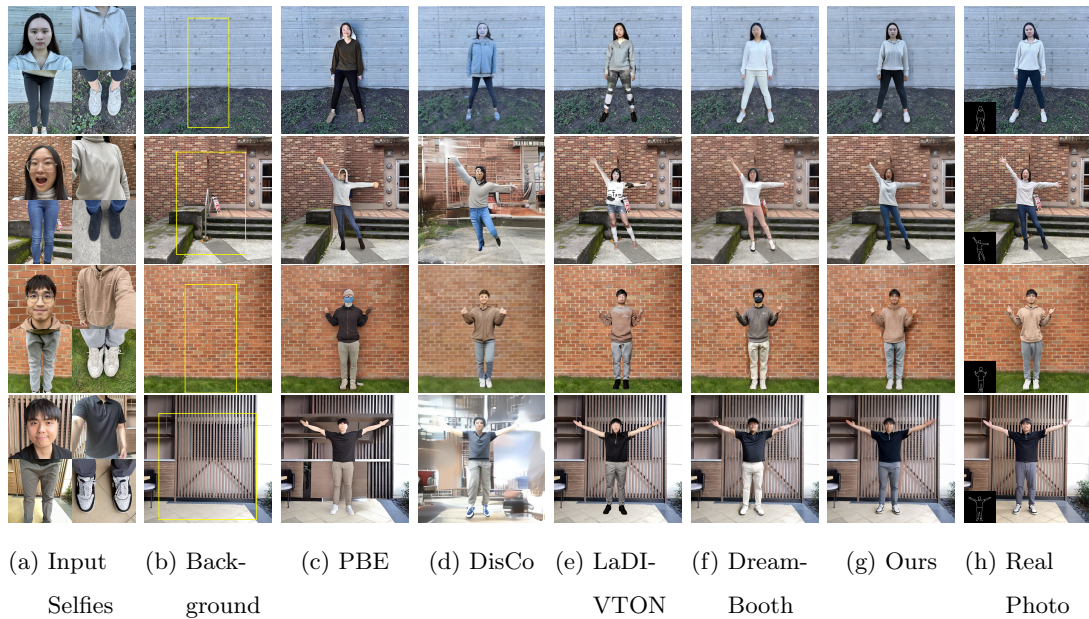 (a) Input (b) Back- (c) PBE (d) DisCo (e) LaDI- (f) Dream- (g) Ours (h) Real
Selfies ground VTON Booth Photo